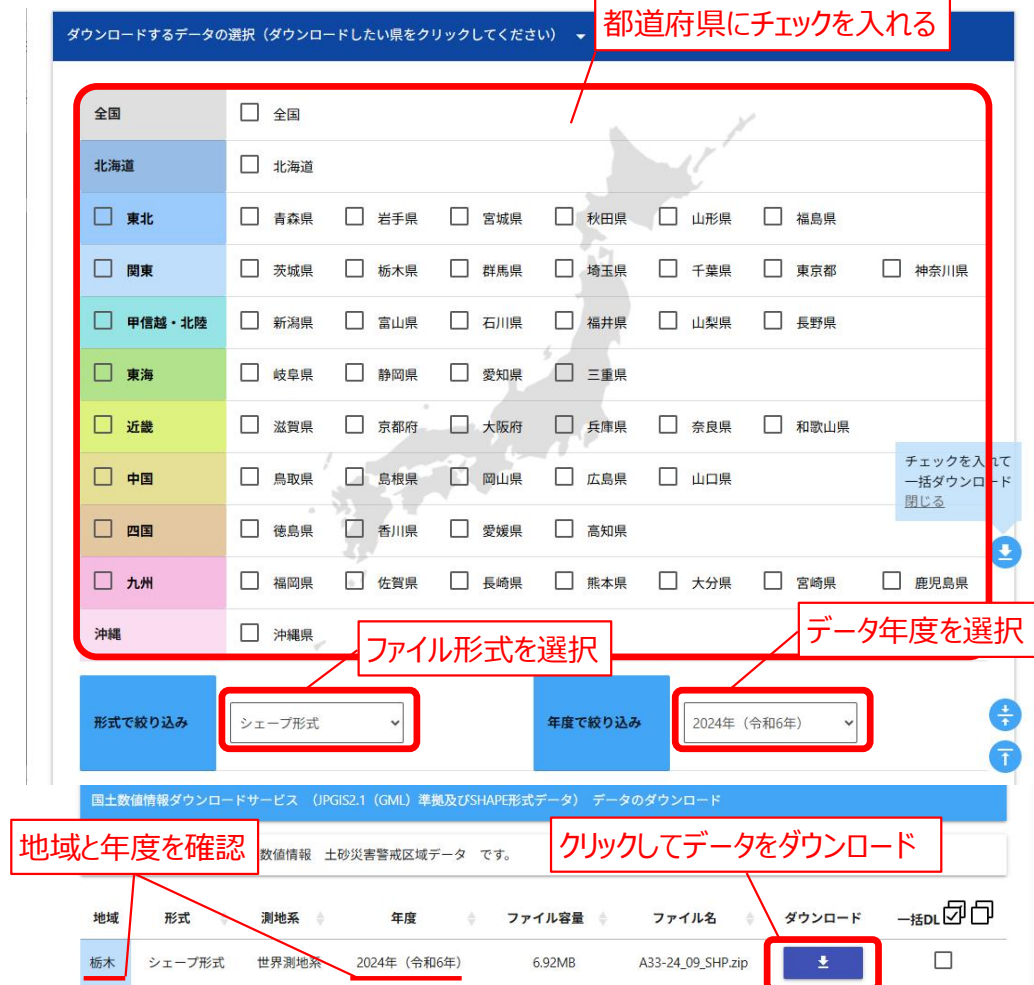 ダウンロードするデータの選択（ダウンロードしたい県をクリックしてください）
都道府県にチェックを入れる
全国 全国
北海道 北海道
東北 青森県 岩手県 宮城県 秋田県 山形県 福島県
関東 茨城県 栃木県 群馬県 埼玉県 千葉県 東京都 神奈川県
甲信越・北陸 新潟県 富山県 石川県 福井県 山梨県 長野県
東海 岐阜県 静岡県 愛知県 三重県
近畿 滋賀県 京都府 大阪府 兵庫県 奈良県 和歌山県
中国 鳥取県 島根県 岡山県 広島県 山口県
チェックを入れて
一括ダウンロード
閉じる
四国 徳島県 香川県 愛媛県 高知県
九州 福岡県 佐賀県 長崎県 熊本県 大分県 宮崎県 鹿児島県
沖縄 沖縄県
ファイル形式を選択
データ年度を選択
形式で絞り込み シェープ形式 年度で絞り込み 2024年（令和6年）
国土数値情報ダウンロードサービス （JPGIS2.1（GML）準拠及びSHAPE形式データ） データのダウンロード
地域と年度を確認
数値情報 土砂災害警戒区域データ です。
クリックしてデータをダウンロード
地域 形式 測地系 年度 ファイル容量 ファイル名 ダウンロード 一括DL
栃木 シェープ形式 世界測地系 2024年（令和6年） 6.92MB A33-24_09_SHP.zip